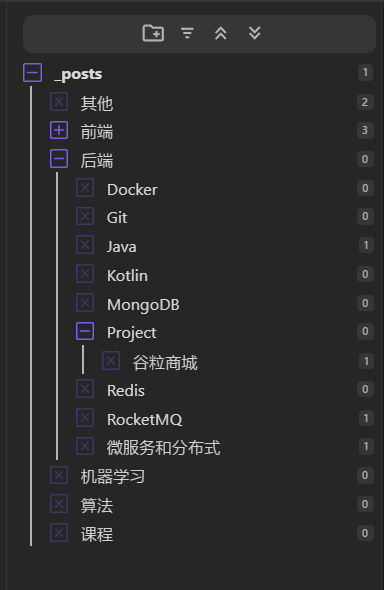 _posts 1
其他 2
前端 3
后端 0
Docker 0
Git 0
Java 1
Kotlin 0
MongoDB 0
Project 0
谷粒商城 1
Redis 0
RocketMQ 1
微服务和分布式 1
机器学习 0
算法 0
课程 0